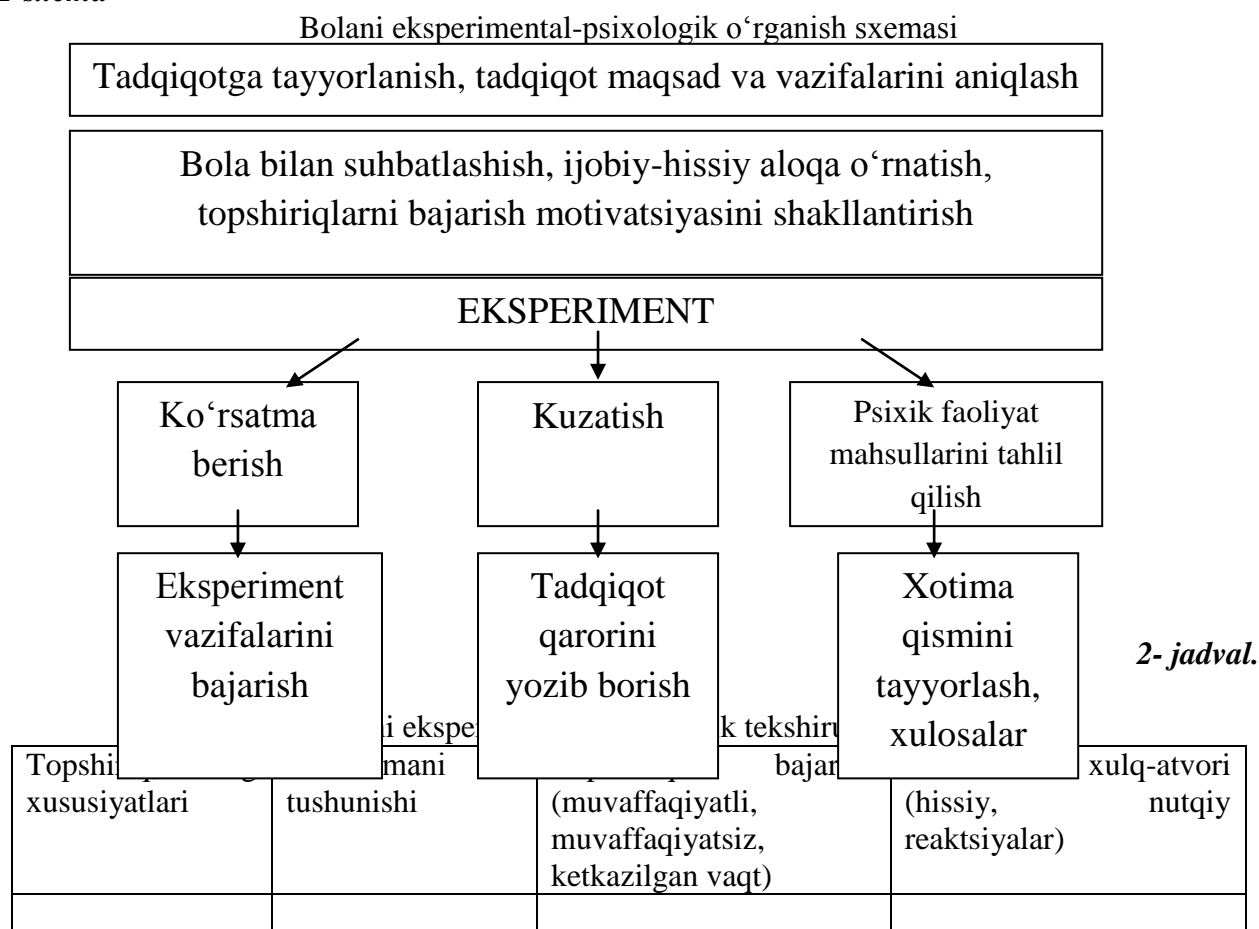 Bolani eksperimental-psixologik o‘rganish sxemasi
Tadqiqotga tayyorlanish, tadqiqot maqsad va vazifalarini aniqlash
Bola bilan suhbatlashish, ijobiy-hissiy aloqa o‘rnatish,
topshiriqlarni bajarish motivatsiyasini shakllantirish
EKSPERIMENT
Ko‘rsatma
berish
Kuzatish
Psixik faoliyat
mahsullarini tahlil
qilish
Eksperiment
vazifalarini
bajarish
Tadqiqot
qarorini
yozib borish
Xotima
qismini
tayyorlash,
xulosalar
2- jadval.
xususiyatlari
tushunishi
(muvaffaqiyatli,
muvaffaqiyatsiz,
ketkazilgan vaqt)
xulq-atvori
(hissiy, nutqiy
reaktsiyalar)